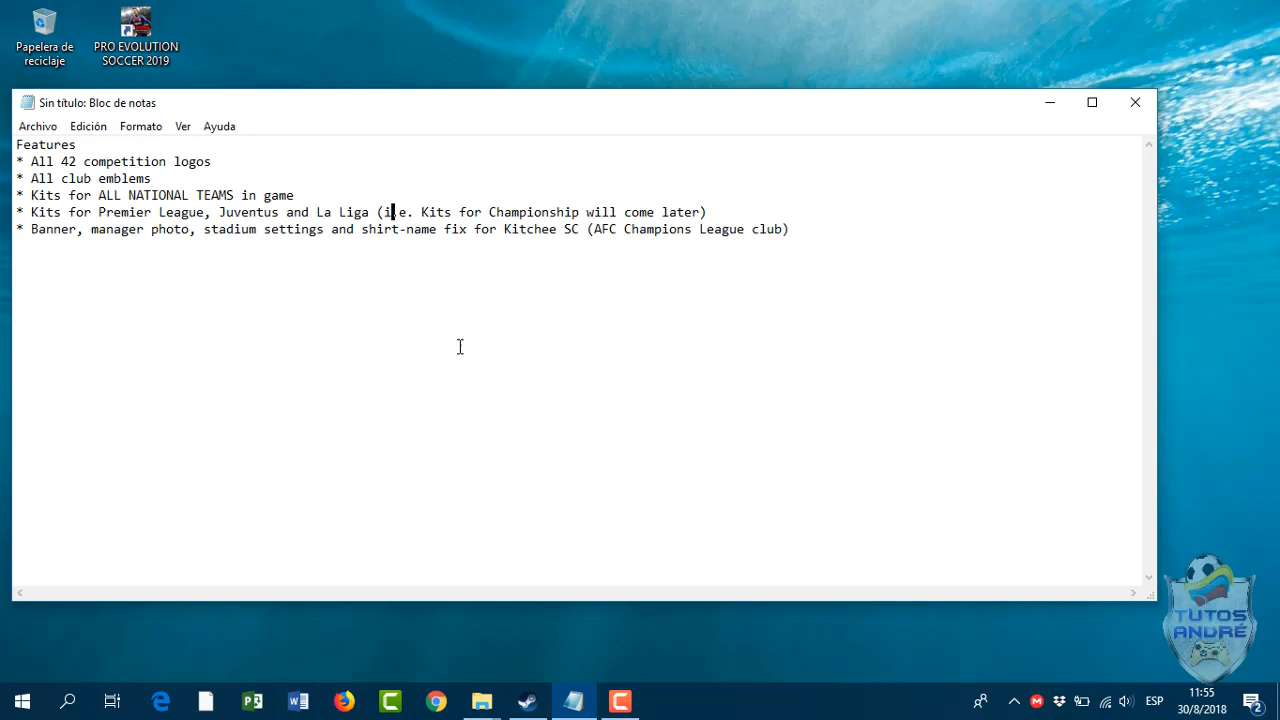 Papelera de
reciclaje
PRO EVOLUTION
SOCCER 2019
Sin título: Bloc de notas
Archivo Edición Formato Ver Ayuda
Features
* All 42 competition logos
* All club emblems
* Kits for ALL NATIONAL TEAMS in game
* Kits for Premier League, Juventus and La Liga (i.e. Kits for Championship will come later)
* Banner, manager photo, stadium settings and shirt-name fix for Kitchee SC (AFC Champions League club)
TUTOS
ANDRÉ
ESP
11:55
30/8/2018
2